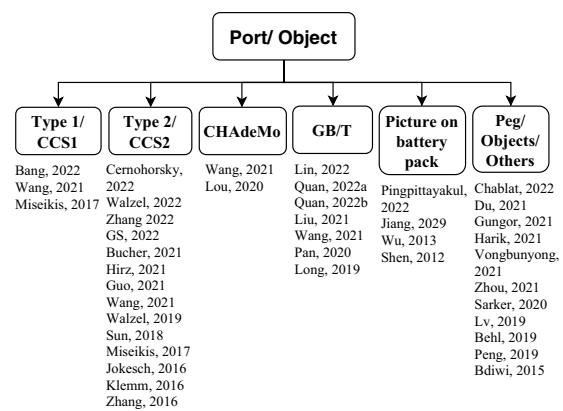 Port/ Object
Type 1/
CCS1
Bang, 2022
Wang, 2021
Miseikis, 2017
Type 2/
CCS2
Cernohorsky,
2022
Walzel, 2022
Zhang 2022
GS, 2022
Bucher, 2021
Hirz, 2021
Guo, 2021
Wang, 2021
Walzel, 2019
Sun, 2018
Miseikis, 2017
Jokesch, 2016
Klemm, 2016
Zhang, 2016
CHAdeMo
Wang, 2021
Lou, 2020
GB/T
Lin, 2022
Quan, 2022a
Quan, 2022b
Liu, 2021
Wang, 2021
Pan, 2020
Long, 2019
Picture on
battery
pack
Pingpittayakul,
2022
Jiang, 2029
Wu, 2013
Shen, 2012
Peg/
Objects/
Others
Chablat, 2022
Du, 2021
Gungor, 2021
Harik, 2021
Vongbunyong,
2021
Zhou, 2021
Sarker, 2020
Lv, 2019
Behl, 2019
Peng, 2019
Bdiwi, 2015